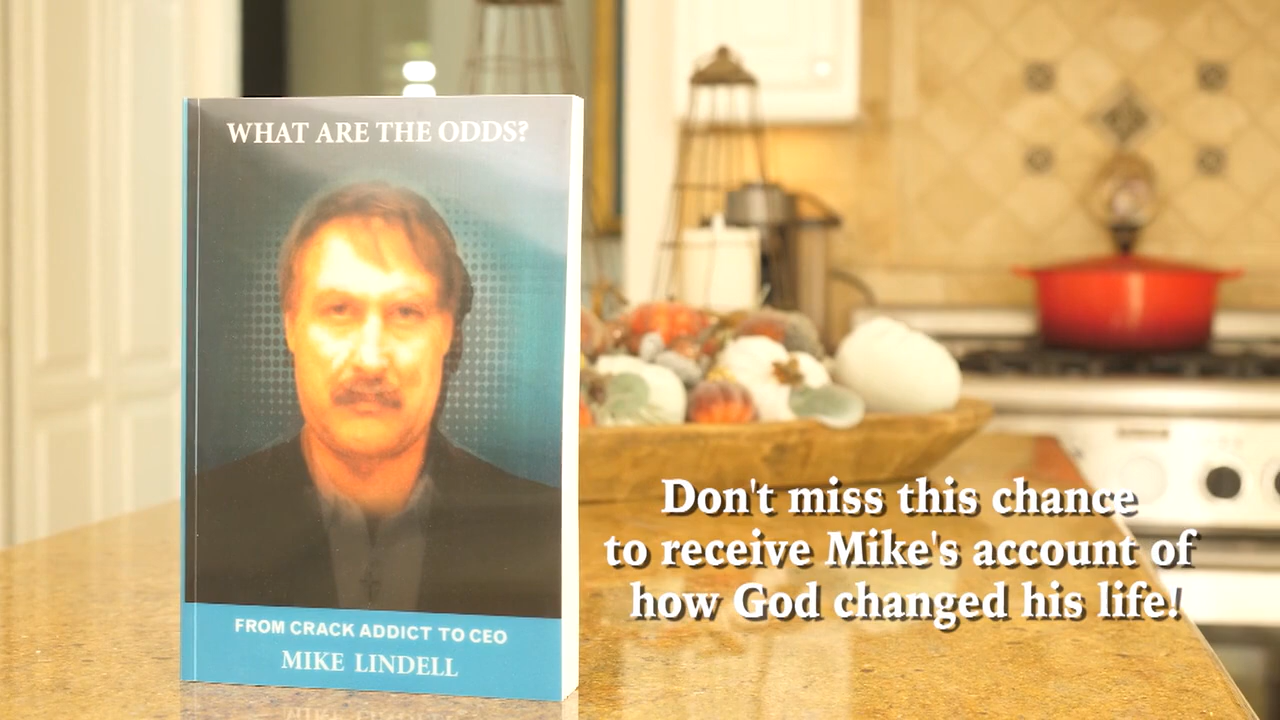 WHAT ARE THE ODDS?
FROM CRACK ADDICT TO CEO
MIKE LINDELL
Don't miss this chance
to receive Mike's account of
how God changed his life!